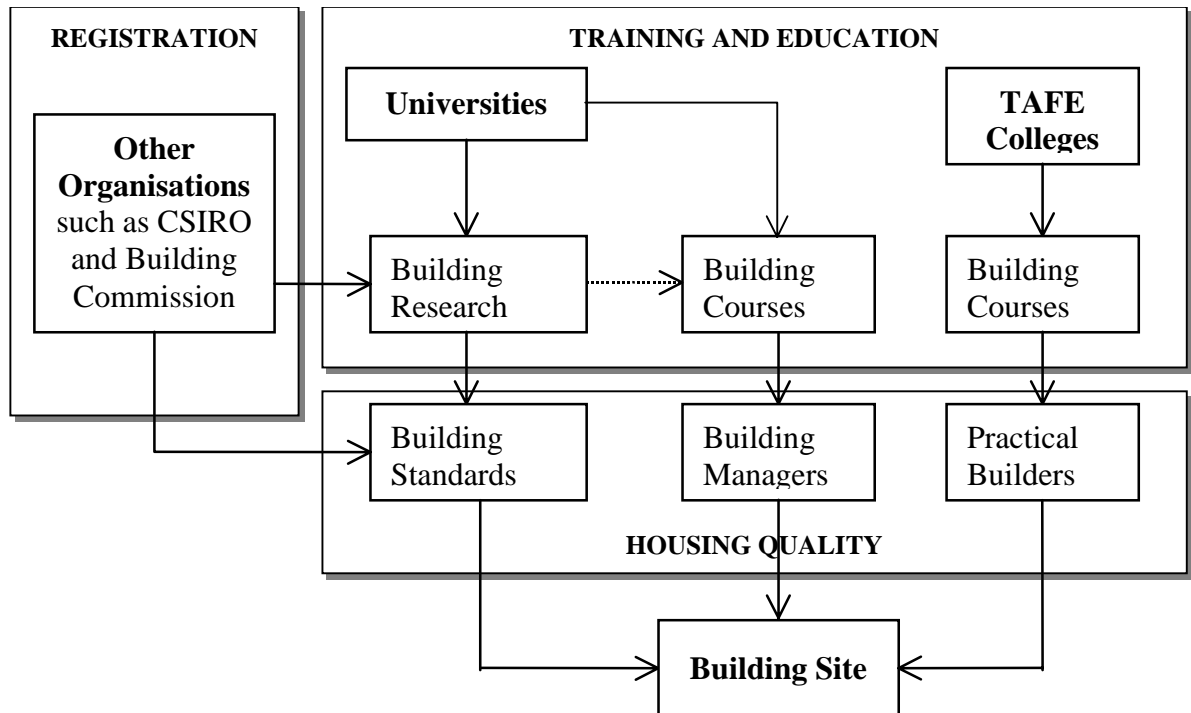 REGISTRATION
Other
Organisations
such as CSIRO
and Building
Commission
TRAINING AND EDUCATION
Universities
TAFE
Colleges
Building
Research
Building
Courses
Building
Courses
Building
Standards
Building
Managers
Practical
Builders
HOUSING QUALITY
Building Site